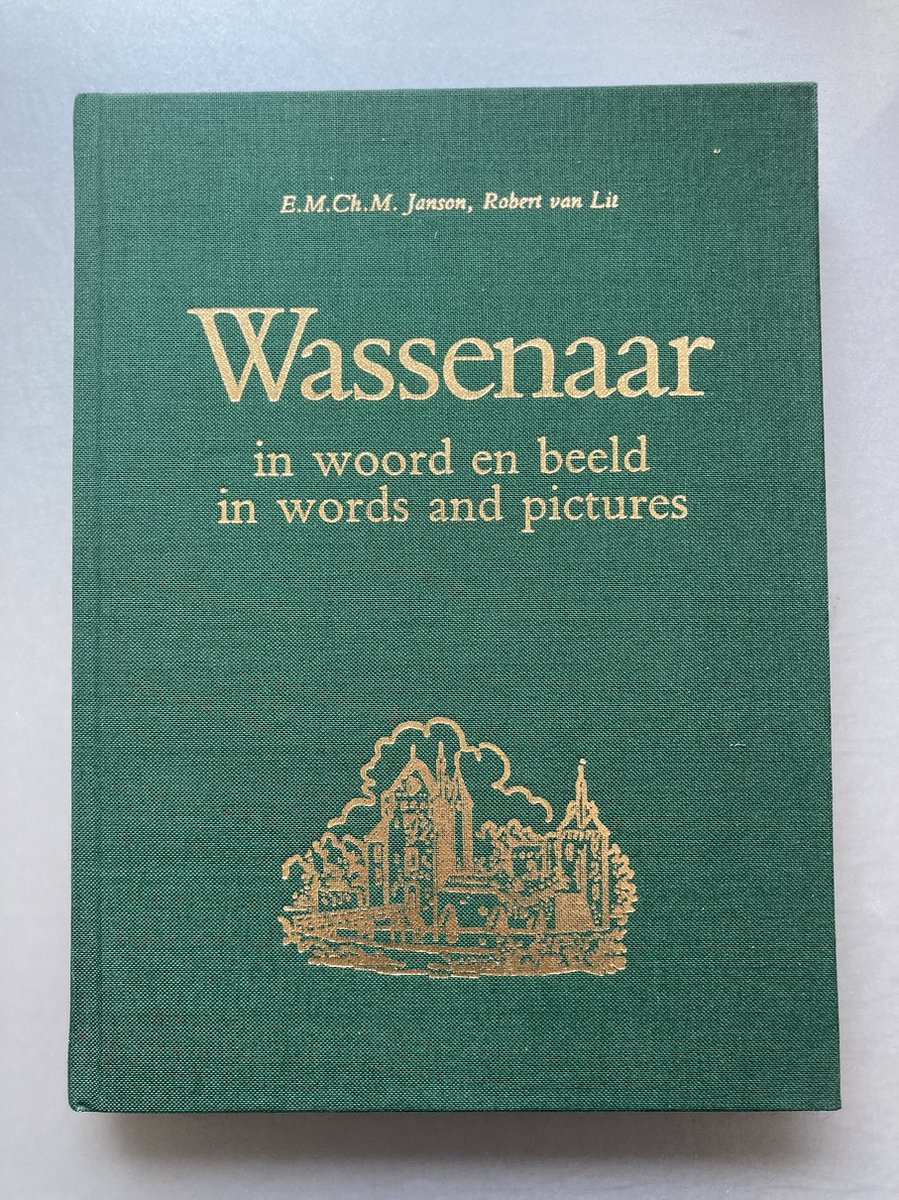 E.M.Ch.M. Janson, Robert van Lit
Wassenaar
in woord en beeld
in words and pictures